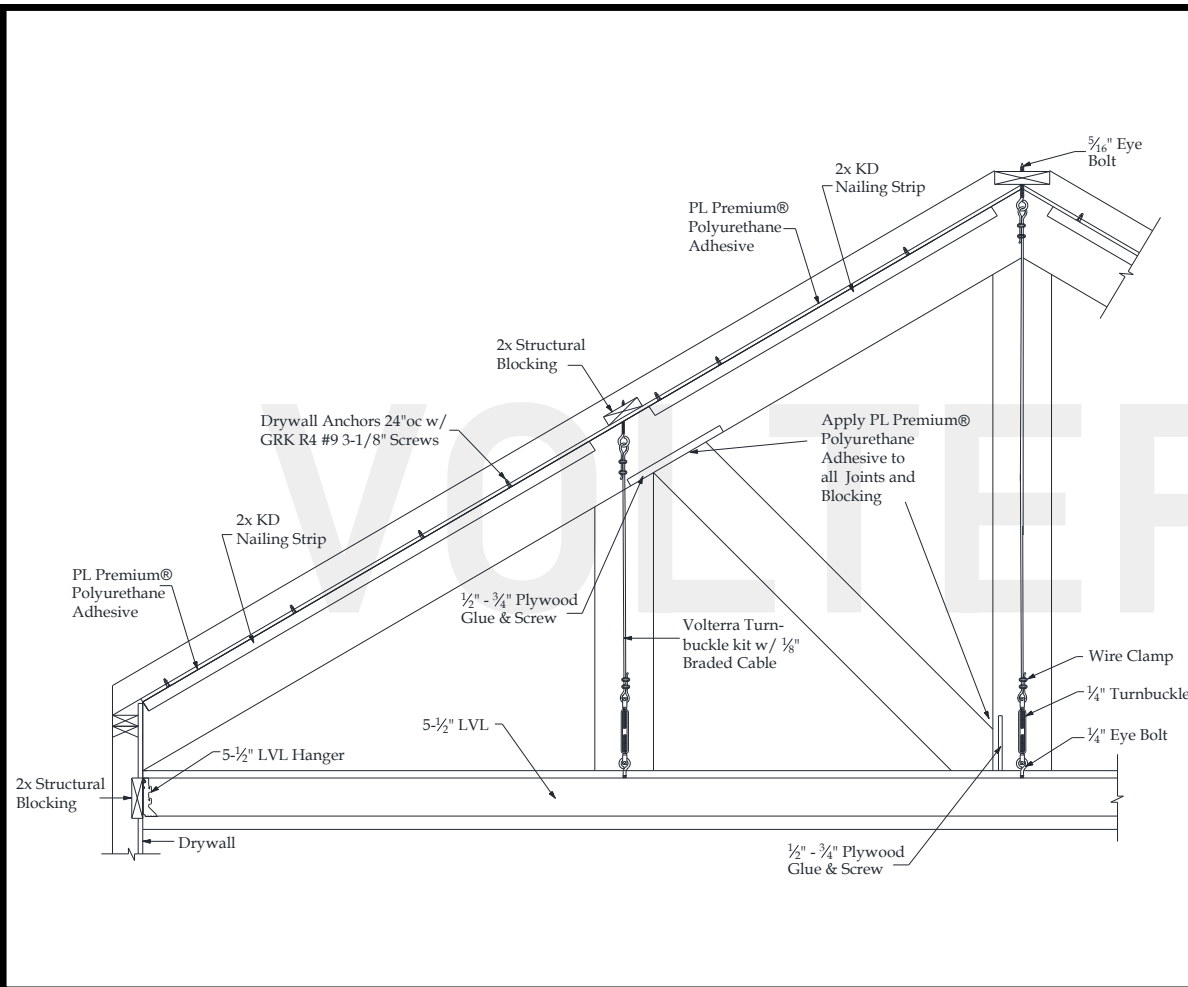 5/16" Eye
Bolt
2x KD
Nailing Strip
PL Premium®
Polyurethane
Adhesive
2x Structural
Blocking
Drywall Anchors 24"oc w/
GRK R4 #9 3-1/8" Screws
Apply PL Premium®
Polyurethane
Adhesive to
all Joints and
Blocking
2x KD
Nailing Strip
PL Premium®
Polyurethane
Adhesive
½" - ¾" Plywood
Glue & Screw
Volterra Turn-
buckle kit w/ ⅛"
Braded Cable
Wire Clamp
¼" Turnbuckle
¼" Eye Bolt
5-½" LVL
5-½" LVL Hanger
2x Structural
Blocking
Drywall
½" - ¾" Plywood
Glue & Screw
VOLTER